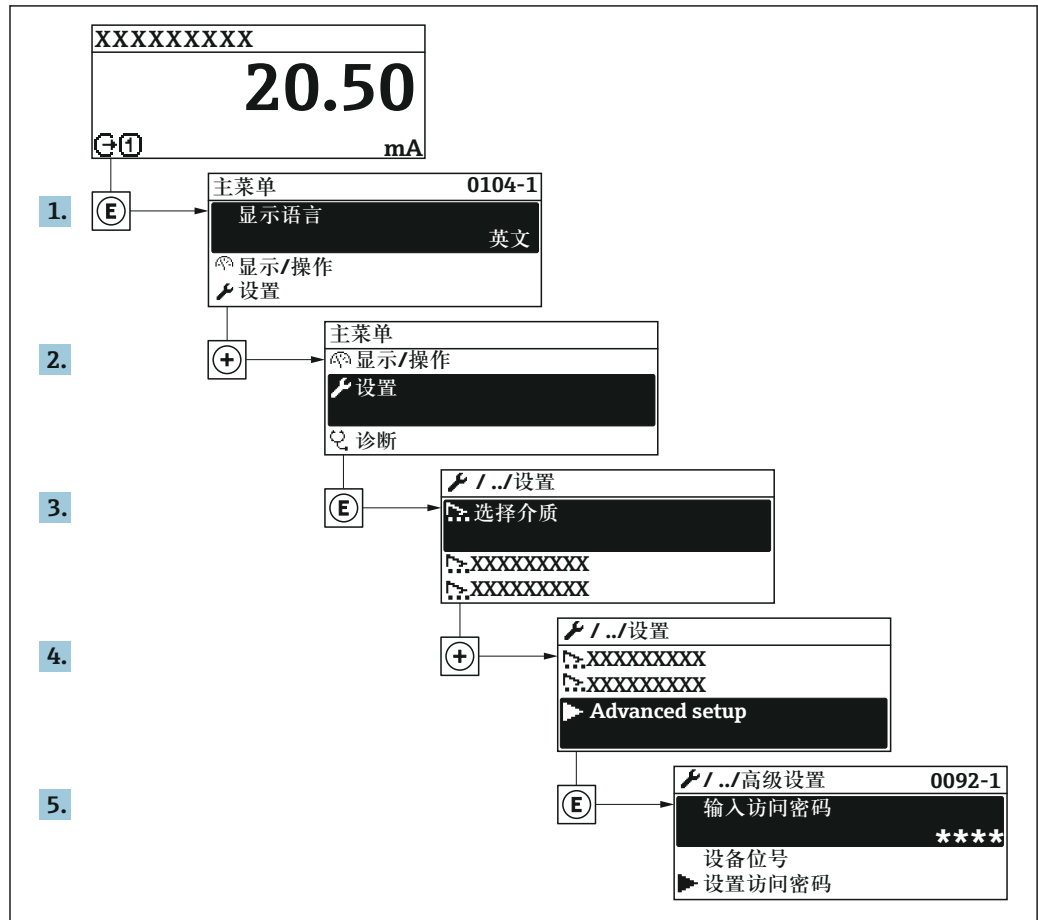 XXXXXXXXX
20.50
mA
1.
E
主菜单 0104-1
显示语言
英文
显示/操作
设置
2.
+
主菜单
显示/操作
设置
诊断
3.
E
/ ../设置
选择介质
XXXXXXXXX
XXXXXXXXX
4.
+
/ ../设置
XXXXXXXXX
XXXXXXXXX
Advanced setup
5.
E
/ ../高级设置 0092-1
输入访问密码
****
设备位号
设置访问密码